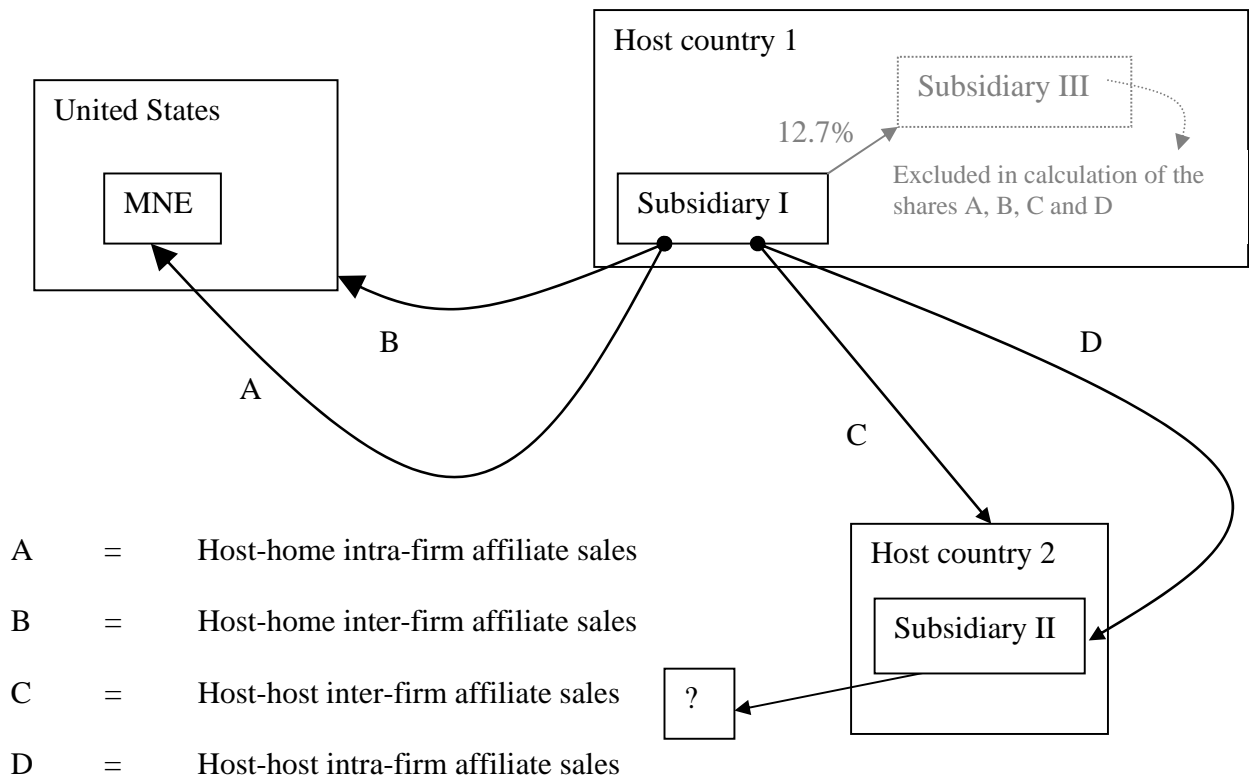 Host country 1
Subsidiary III
United States
12.7%
Excluded in calculation of the
shares A, B, C and D
MNE
Subsidiary I
B
D
A
C
A = Host-home intra-firm affiliate sales
Host country 2
B = Host-home inter-firm affiliate sales
Subsidiary II
C = Host-host inter-firm affiliate sales
?
D = Host-host intra-firm affiliate sales